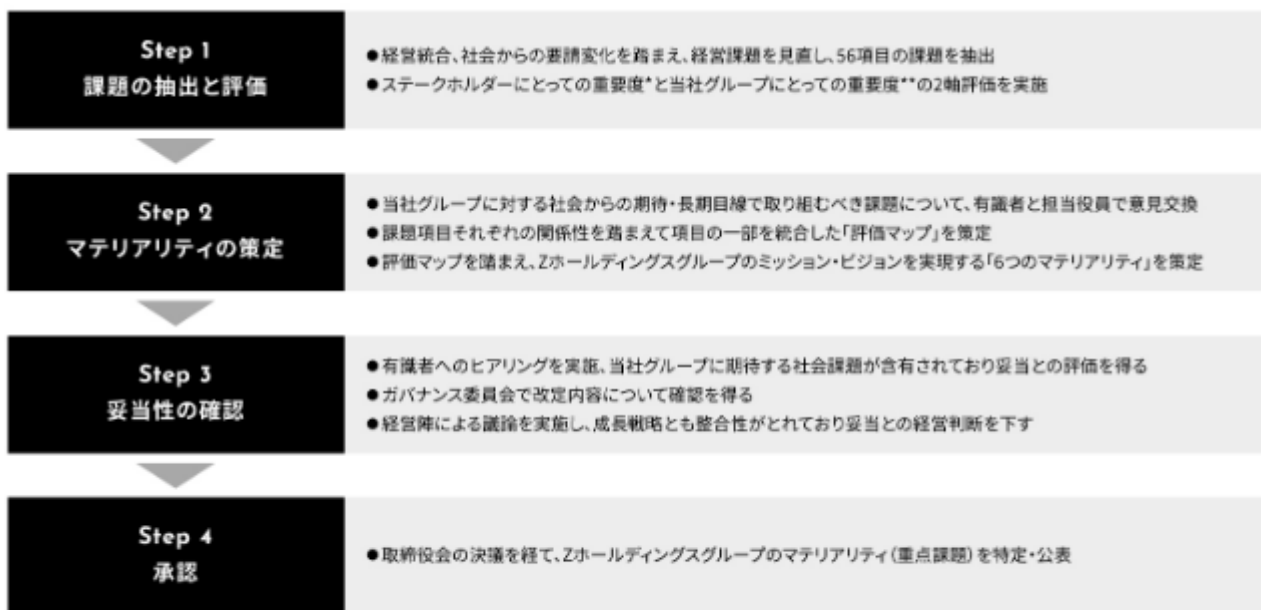 Step 1
課題の抽出と評価
●経営統合、社会からの要請変化を踏まえ、経営課題を見直し、56項目の課題を抽出
●ステークホルダーにとっての重要度*と当社グループにとっての重要度**の2軸評価を実施
Step 2
マテリアリティの策定
●当社グループに対する社会からの期待・長期目線で取り組むべき課題について、有識者と担当役員で意見交換
●課題項目それぞれの関係性を踏まえて項目の一部を統合した「評価マップ」を策定
●評価マップを踏まえ、Zホールディングスグループのミッション・ビジョンを実現する「6つのマテリアリティ」を策定
Step 3
妥当性の確認
●有識者へのヒアリングを実施、当社グループに期待する社会課題が含有されており妥当との評価を得る
●ガバナンス委員会で改定内容について確認を得る
●経営陣による議論を実施し、成長戦略とも整合性がとれており妥当との経営判断を下す
Step 4
承認
●取締役会の決議を経て、Zホールディングスグループのマテリアリティ(重点課題)を特定・公表